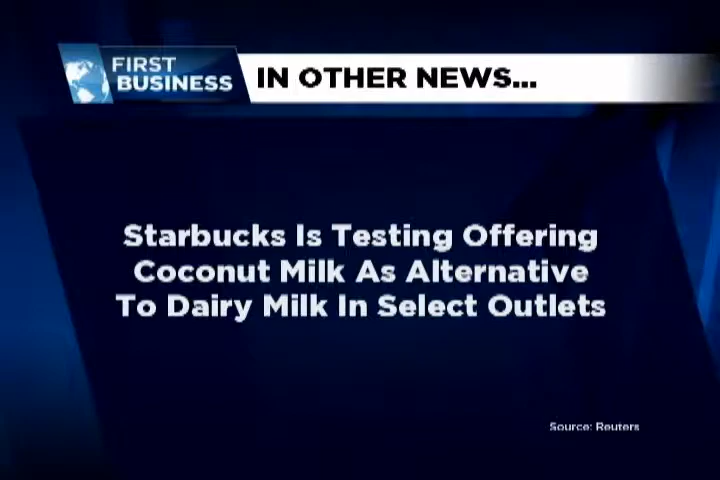 FIRST
BUSINESS
IN OTHER NEWS...
Starbucks Is Testing Offering
Coconut Milk As Alternative
To Dairy Milk In Select Outlets
Source: Reuters